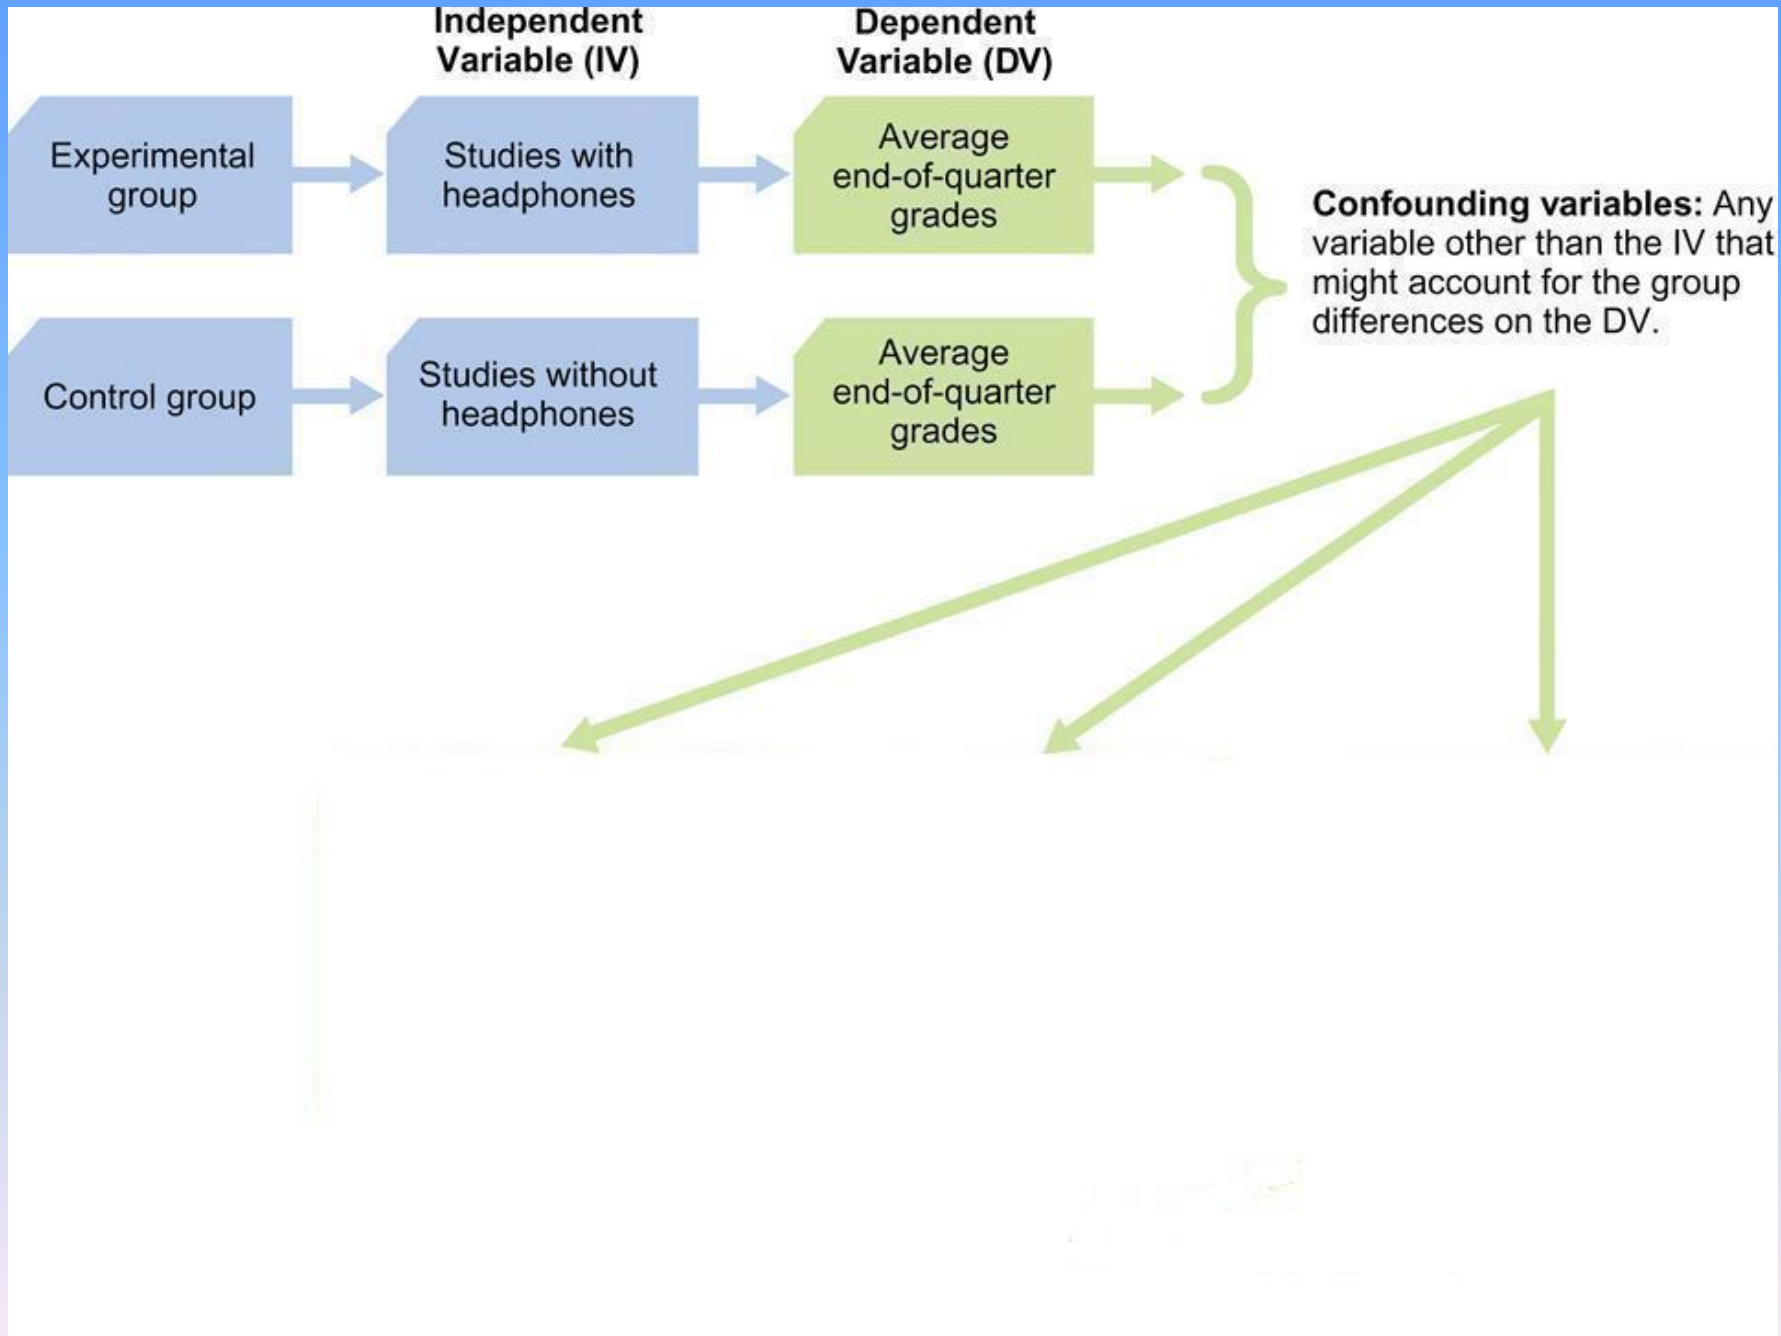 Independent
Variable (IV)
Dependent
Variable (DV)
Experimental
group
Studies with
headphones
Average
end-of-quarter
grades
Control group
Studies without
headphones
Average
end-of-quarter
grades
Confounding variables: Any
variable other than the IV that
might account for the group
differences on the DV.